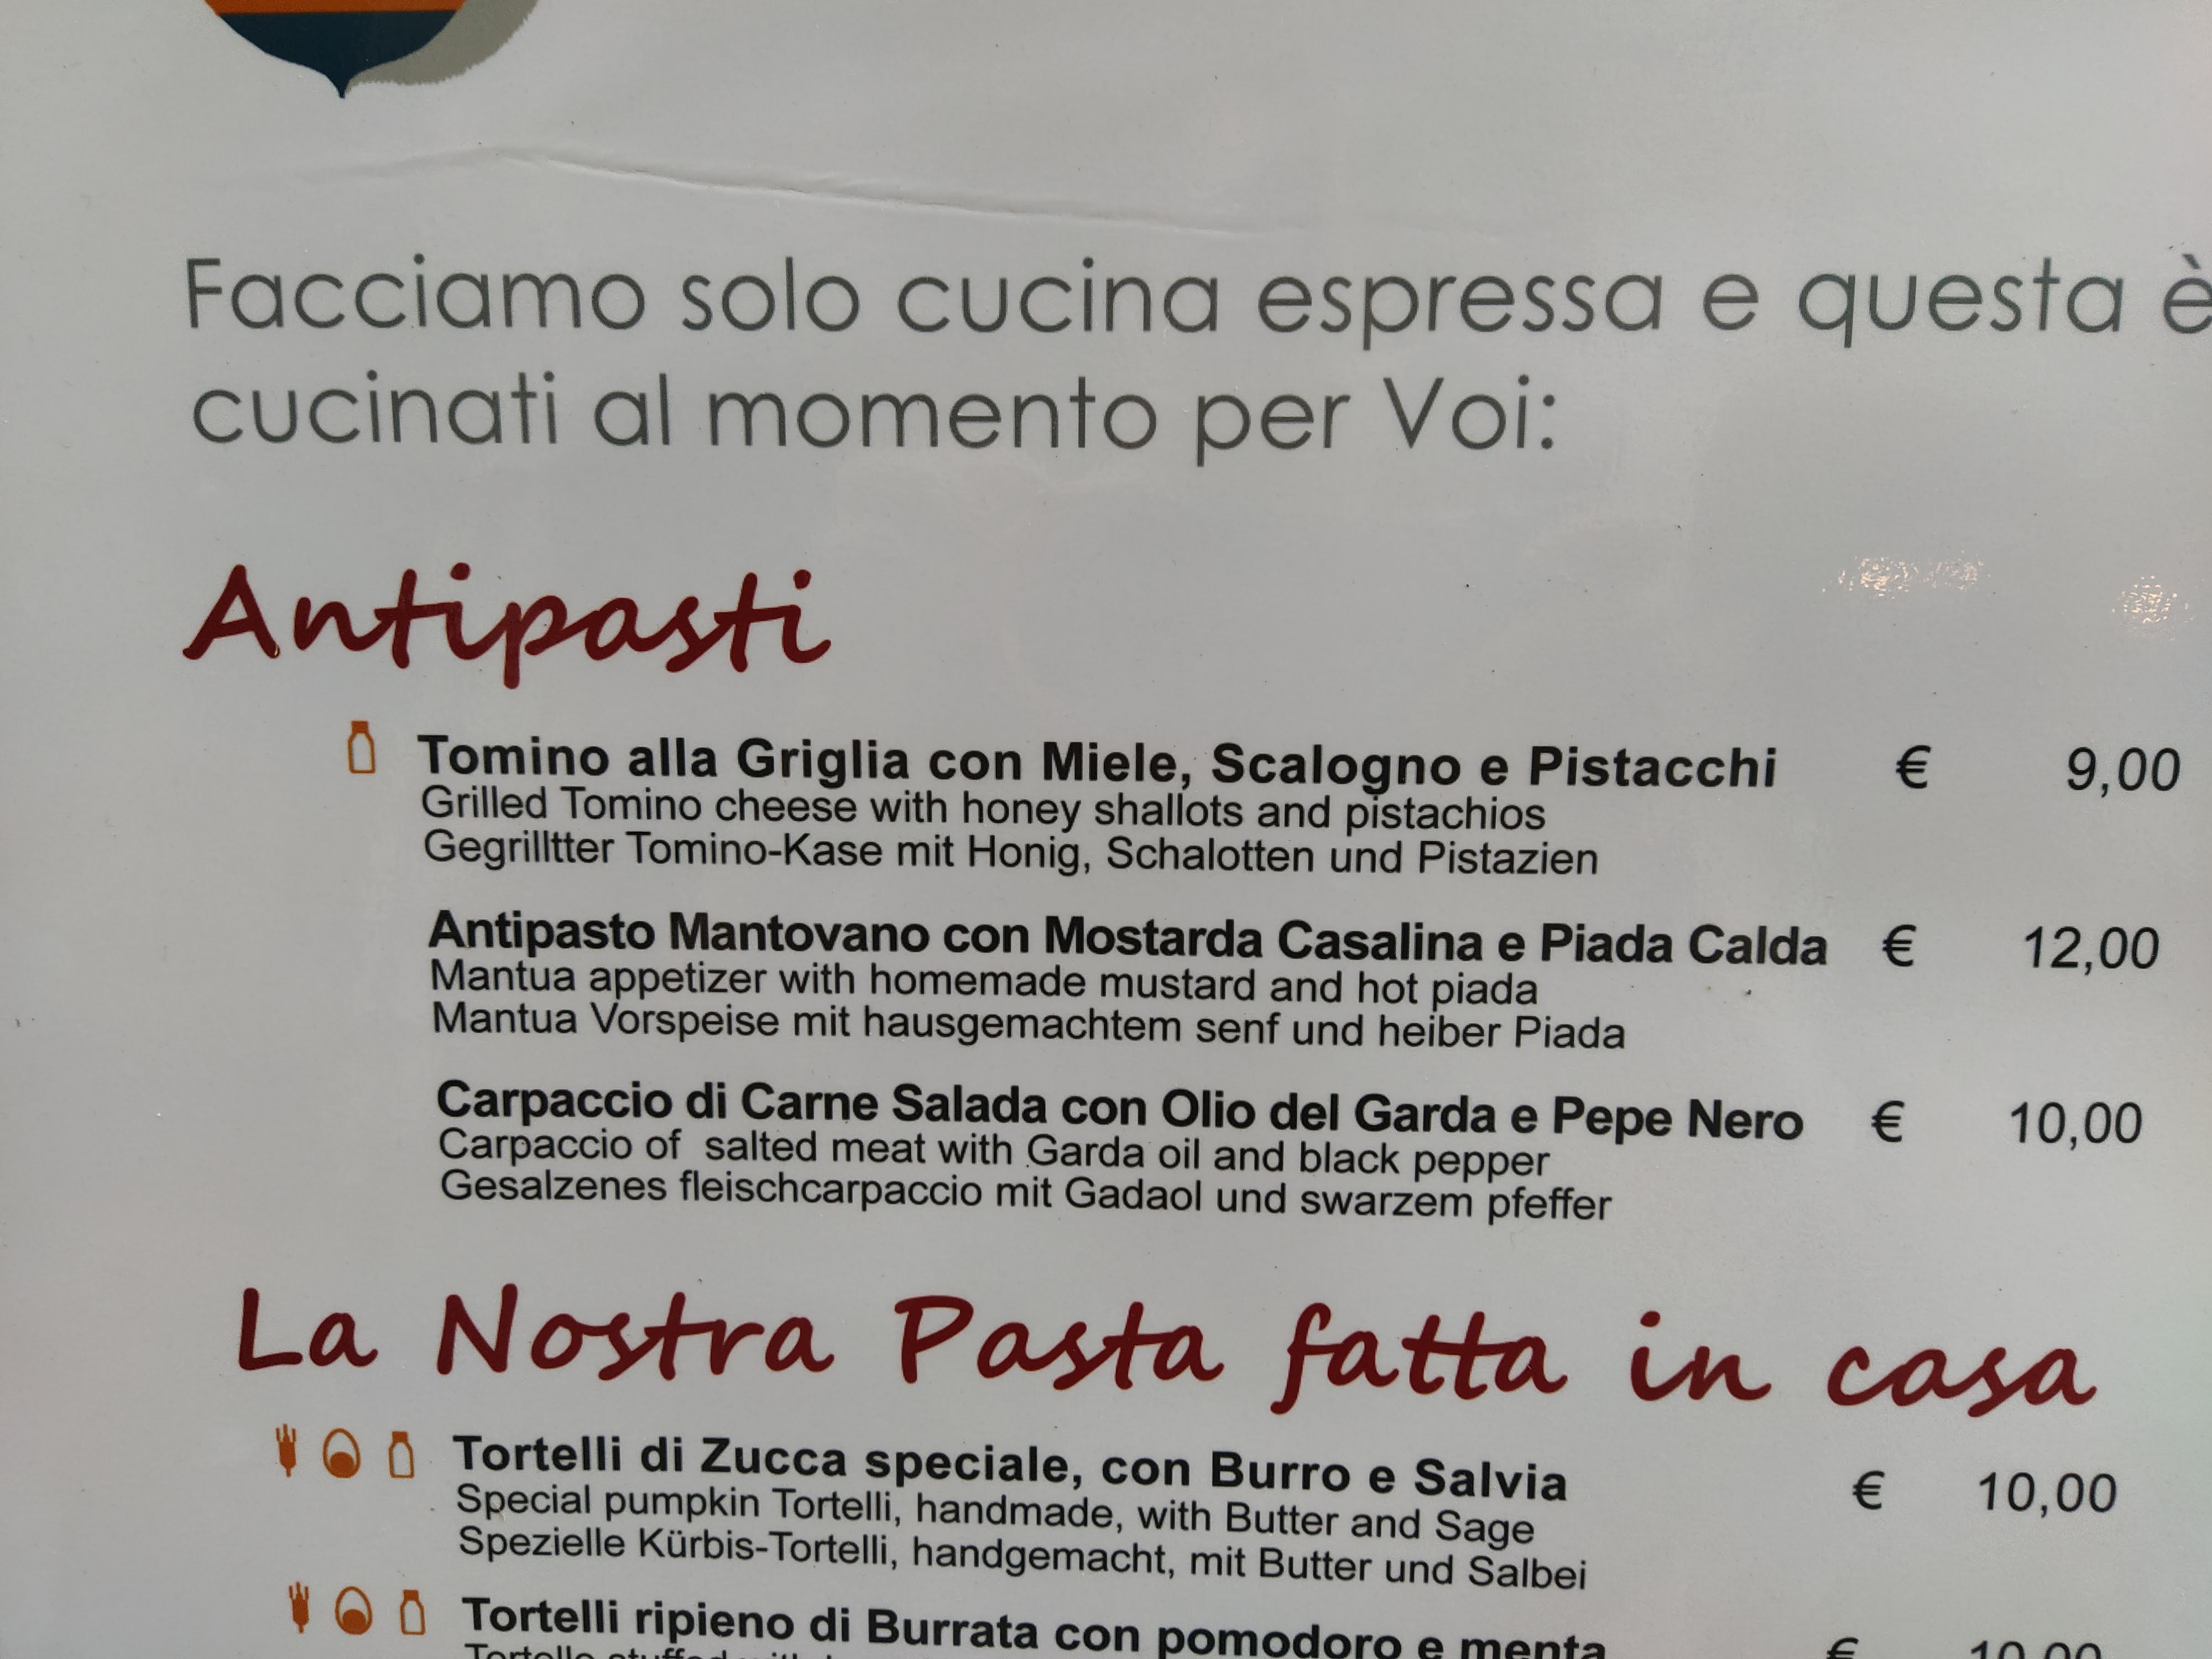 Facciamo solo cucina espressa e questa è
cucinati al momento per Voi:
Antipasti
Tomino alla Griglia con Miele, Scalogno e Pistacchi € 9,00
Grilled Tomino cheese with honey shallots and pistachios
Gegrilltter Tomino-Kase mit Honig, Schalotten und Pistazien
Antipasto Mantovano con Mostarda Casalina e Piada Calda € 12,00
Mantua appetizer with homemade mustard and hot piada
Mantua Vorspeise mit hausgemachtem senf und heiber Piada
Carpaccio di Carne Salada con Olio del Garda e Pepe Nero € 10,00
Carpaccio of salted meat with Garda oil and black pepper
Gesalzenes fleischcarpaccio mit Gadaol und swarzem pfeffer
La Nostra Pasta fatta in casa
Tortelli di Zucca speciale, con Burro e Salvia € 10,00
Special pumpkin Tortelli, handmade, with Butter and Sage
Spezielle Kürbis-Tortelli, handgemacht, mit Butter und Salbei
Tortelli ripieno di Burrata con pomodoro e menta € 10,00